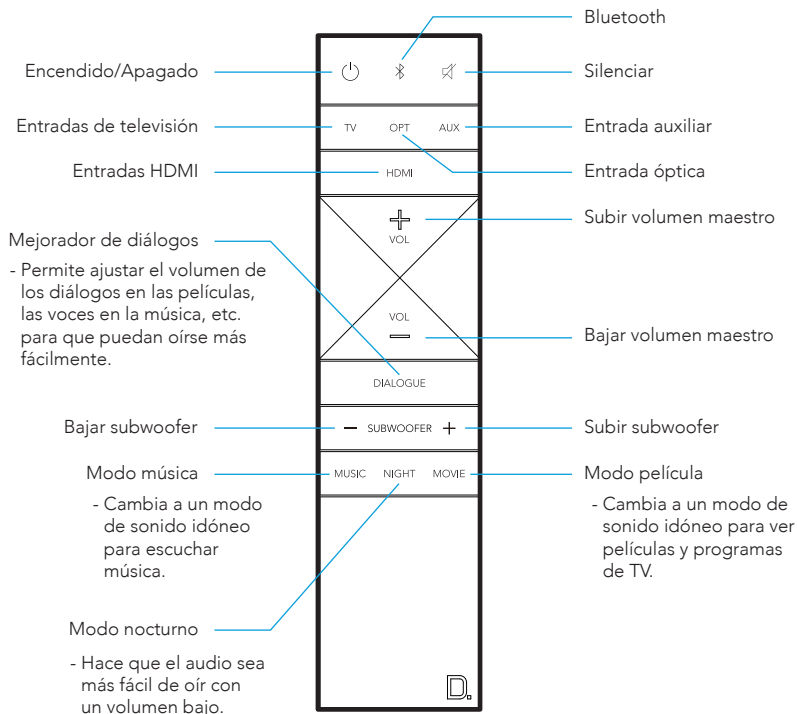 Bluetooth
Encendido/Apagado
Silenciar
Entradas de televisión
TV
OPT
AUX
Entrada auxiliar
Entradas HDMI
HDMI
Entrada óptica
Subir volumen maestro
VOL
Mejorador de diálogos
- Permite ajustar el volumen de
los diálogos en las películas,
las voces en la música, etc.
para que puedan oírse más
fácilmente.
VOL
Bajar volumen maestro
DIALOGUE
Bajar subwoofer
− SUBWOOFER +
Subir subwoofer
Modo música
MUSIC
NIGHT
MOVIE
Modo película
- Cambia a un modo
de sonido idóneo
para escuchar
música.
- Cambia a un modo de
sonido idóneo para ver
películas y programas
de TV.
Modo nocturno
- Hace que el audio sea
más fácil de oír con
un volumen bajo.
D.